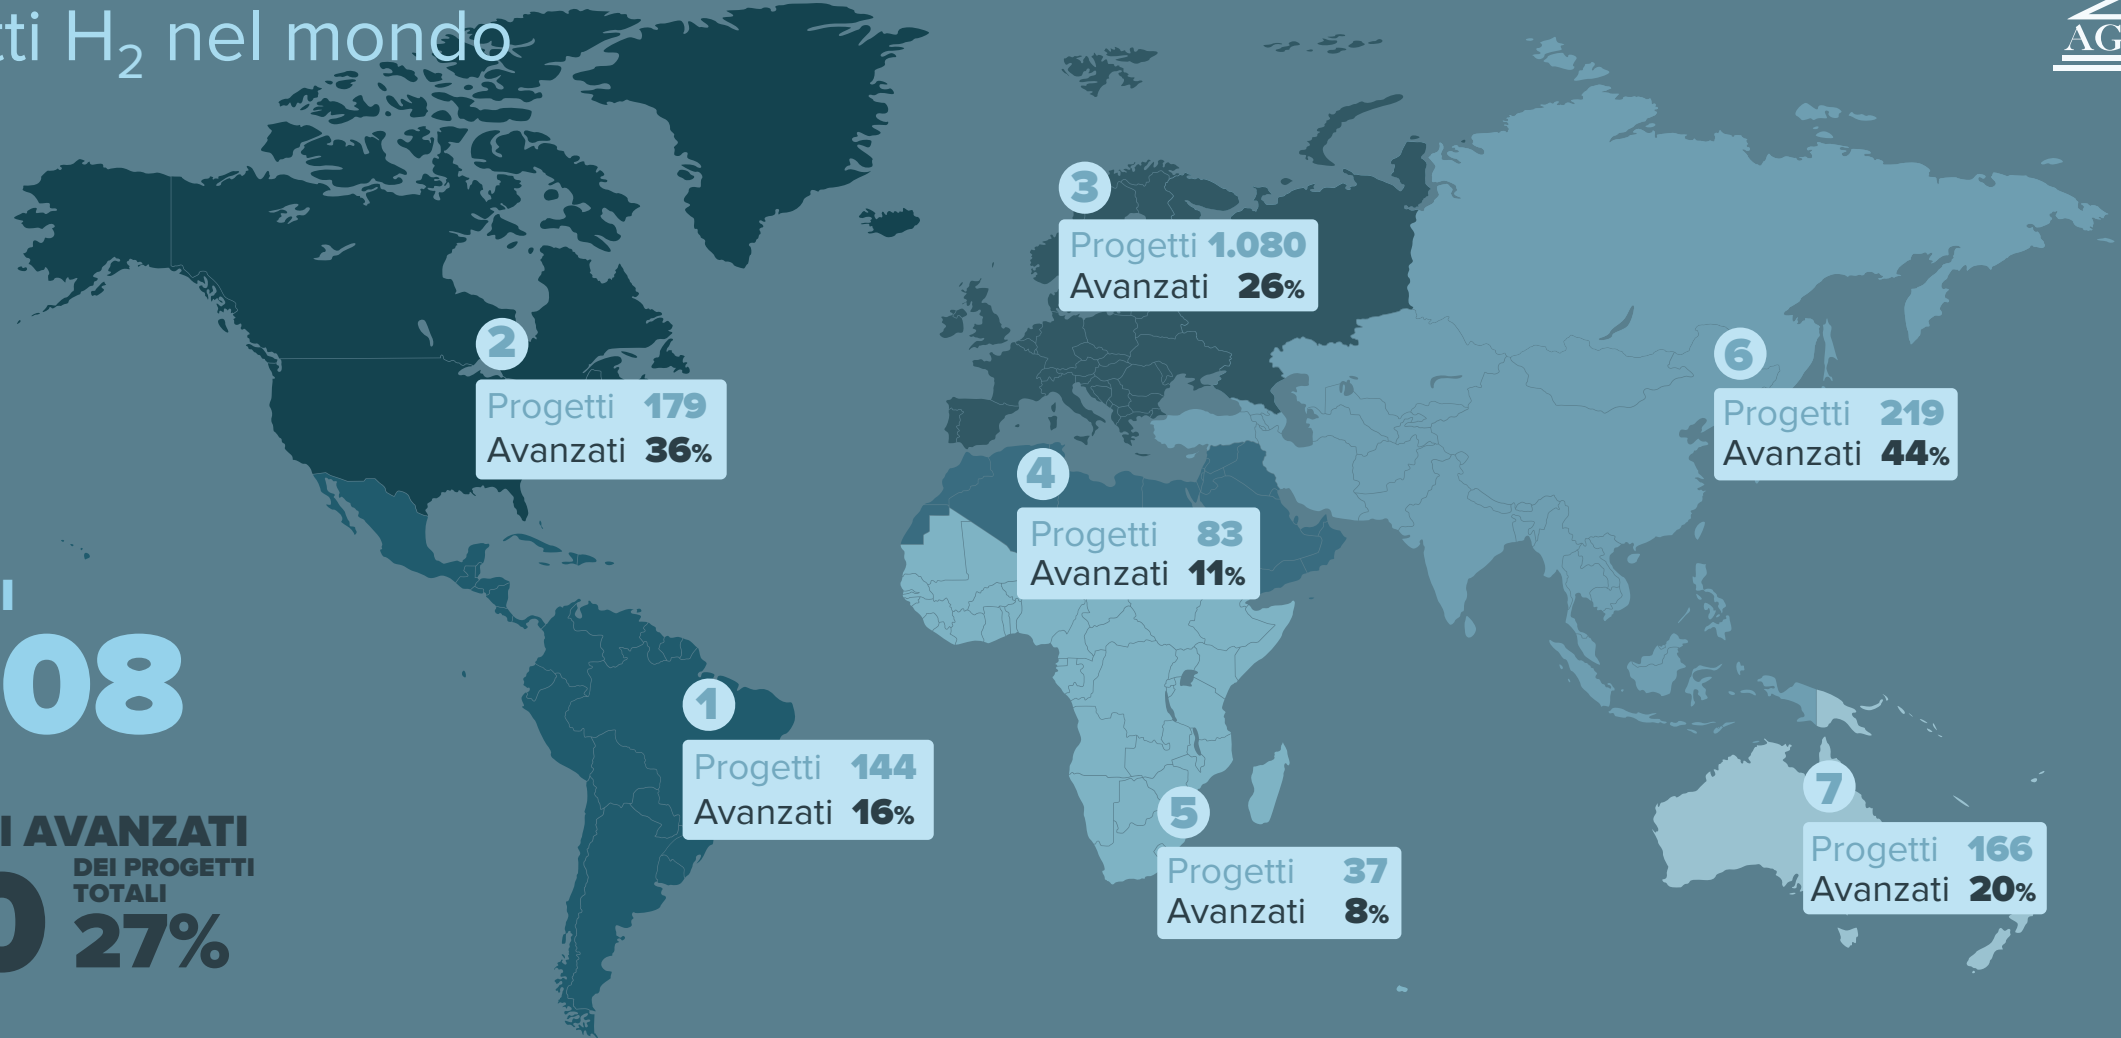 tti H₂ nel mondo
AG
3
Progetti 1.080
Avanzati 26%
2
Progetti 179
Avanzati 36%
6
Progetti 219
Avanzati 44%
4
Progetti 83
Avanzati 11%
1
Progetti 144
Avanzati 16%
5
Progetti 37
Avanzati 8%
7
Progetti 166
Avanzati 20%
I
08
I AVANZATI
0
DEI PROGETTI
TOTALI
27%